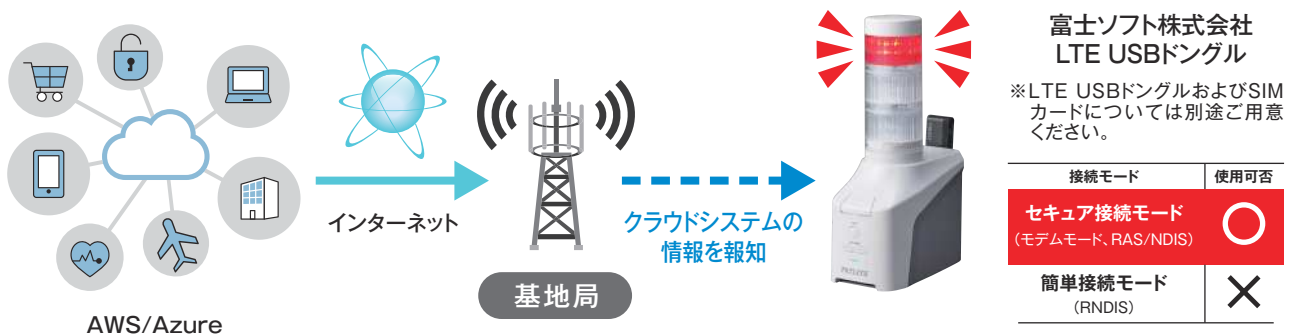 AWS/Azure
インターネット
基地局
クラウドシステムの
情報を報知
富士ソフト株式会社
LTE USBドングル
※LTE USBドングルおよびSIM
カードについては別途ご用意
ください。
接続モード 使用可否
セキュア接続モード ○
(モデムモード、RAS/NDIS)
簡単接続モード ×
(RNDIS)